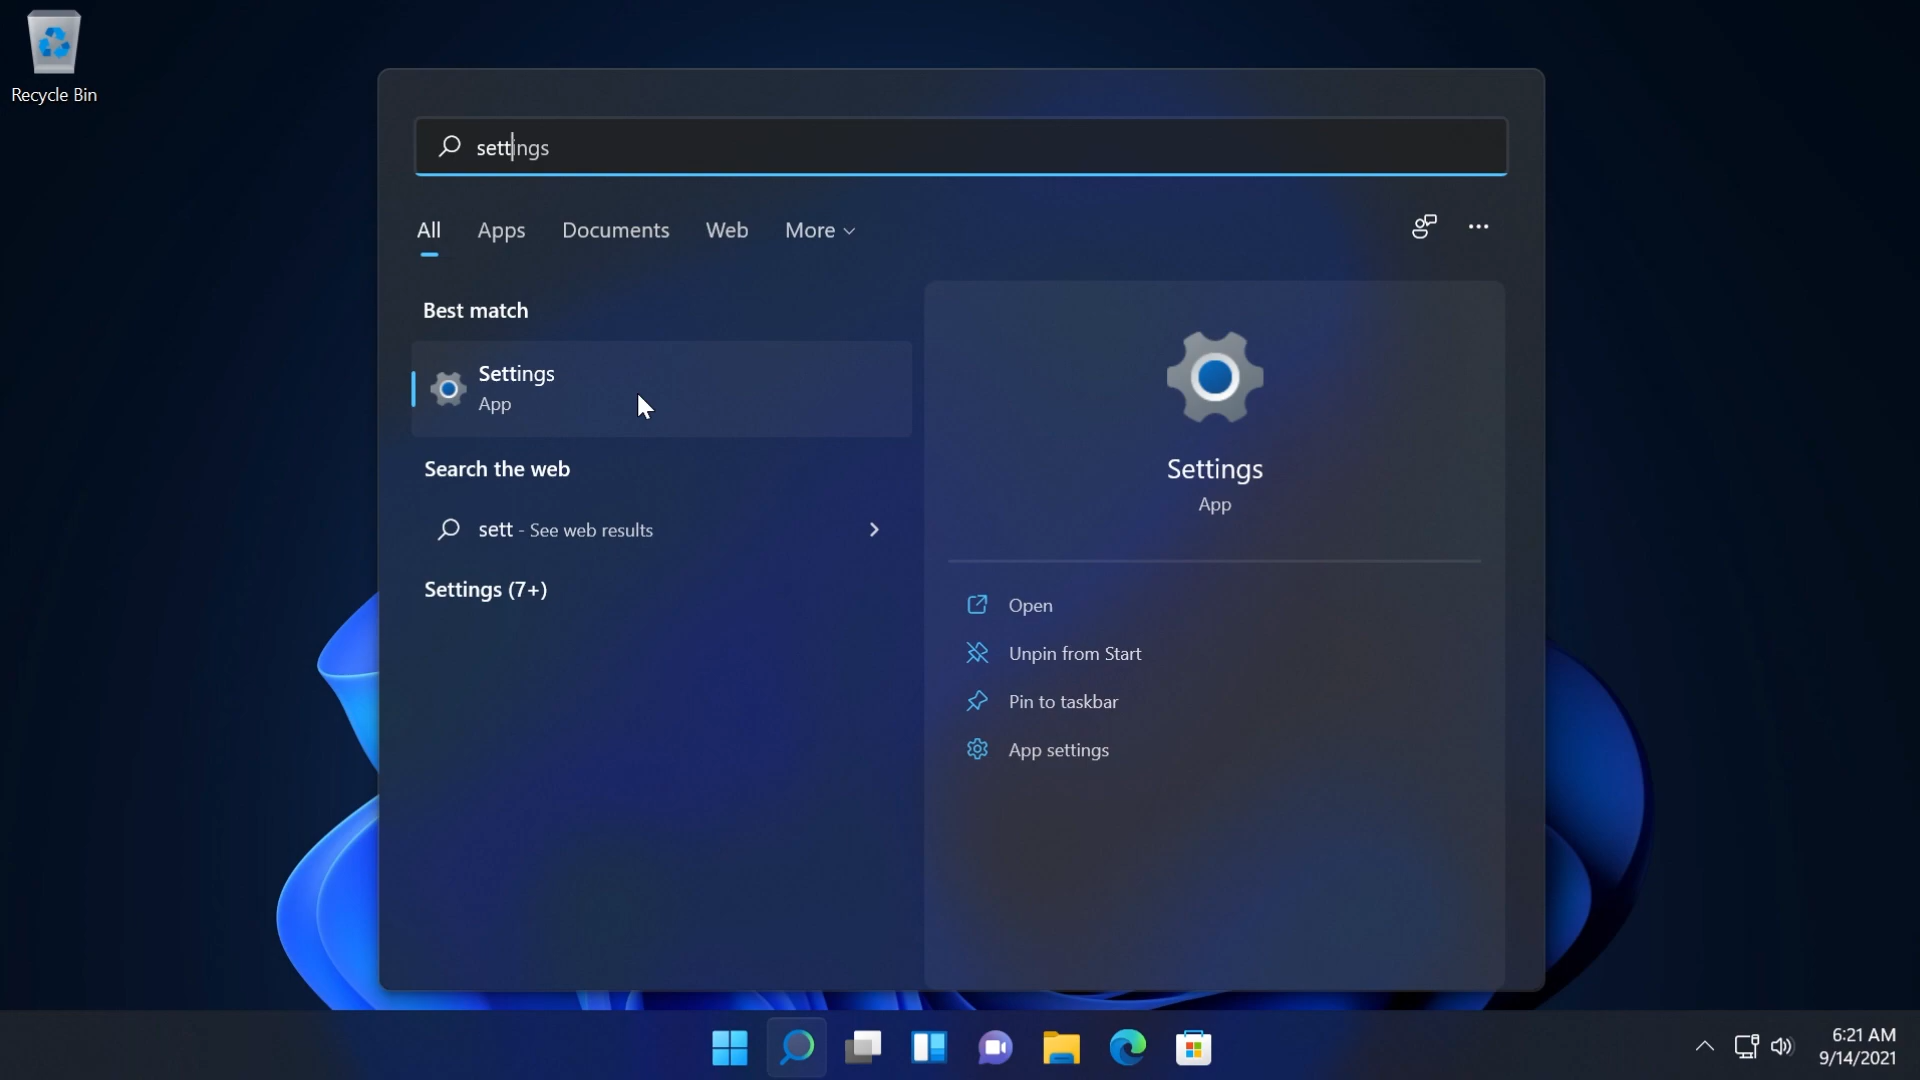 Recycle Bin
settings
All Apps Documents Web More
Best match
Settings
App
Search the web
sett - See web results
Settings (7+)
Settings
App
Open
Unpin from Start
Pin to taskbar
App settings
6:21 AM
9/14/2021